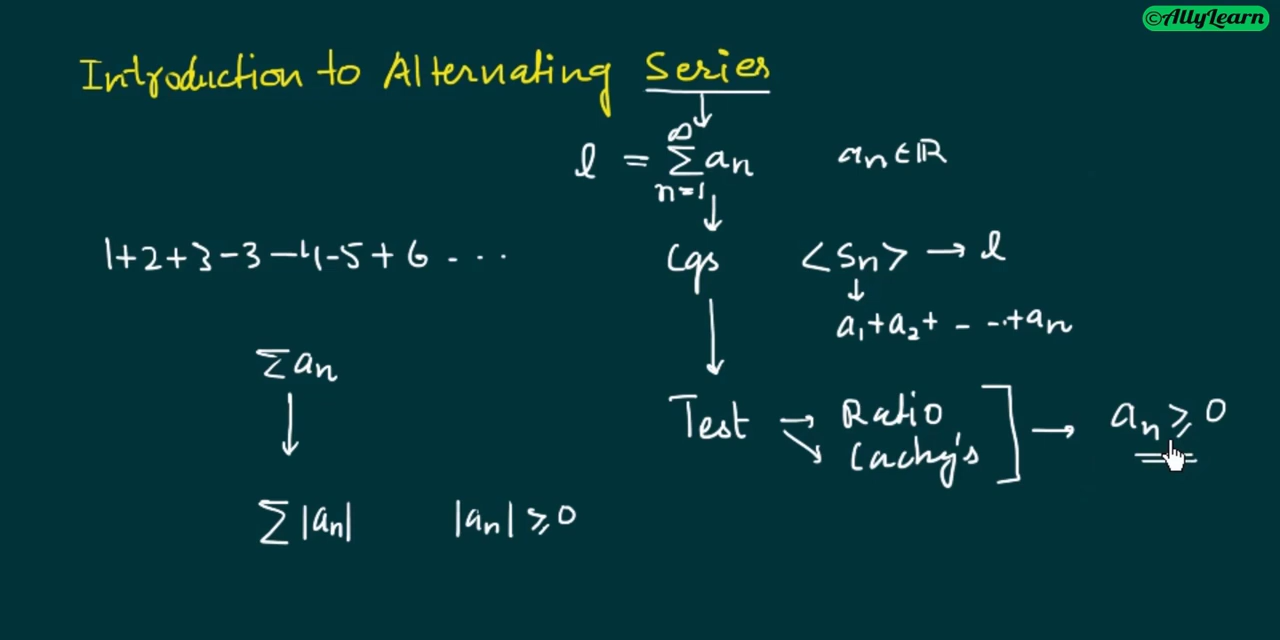 ©AllyLearn
Introduction to Alternating Series
l = ∞∑n=1 an    an ∈ ℝ
1+2+3-3-4-5+6 ...
Cgs    <Sn> → l
a1+a2+ - -..+an
∑an
Test → Ratio
Cachy's
→ an ≥ 0
∑|an|    |an| ≥ 0